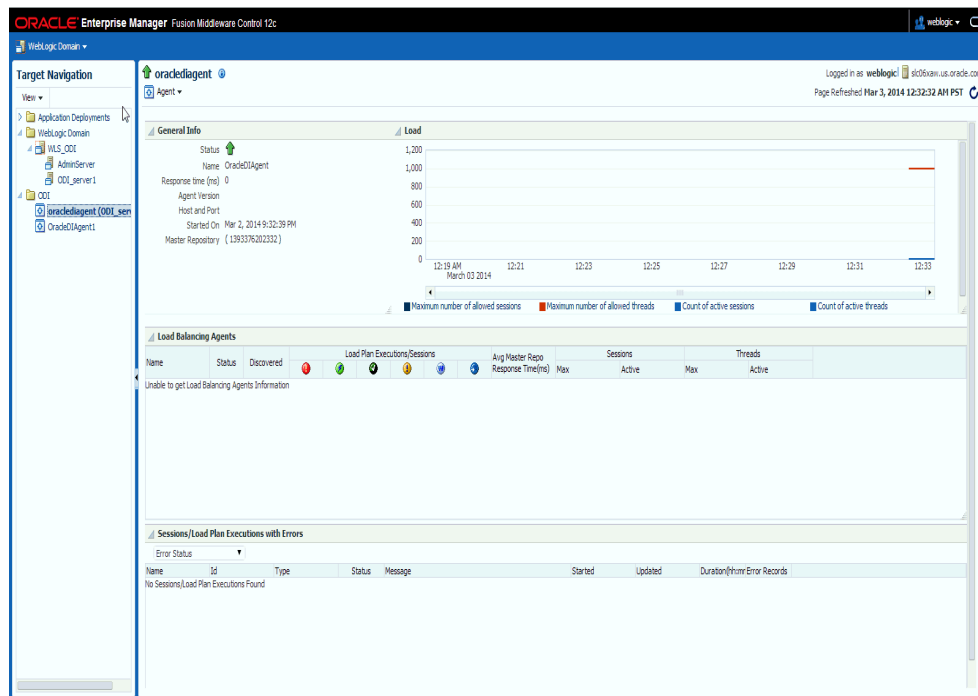 ORACLE Enterprise Manager Fusion Middleware Control 12c
weblogic
WebLogic Domain
Target Navigation
View
Application Deployments
WebLogic Domain
WLS_ODI
AdminServer
ODI_server1
ODI
oraclediagent (ODI_serv
OracleDIAgent1
oraclediagent
Agent
Logged in as weblogic| slc06xaw.us.oracle.com
Page Refreshed Mar 3, 2014 12:32:32 AM PST
General Info
Status
Name OracleDIAgent
Response time (ms) 0
Agent Version
Host and Port
Started On Mar 2, 2014 9:32:39 PM
Master Repository ( 1393376202332 )
Load
1,200
1,000
800
600
400
200
0
12:19 AM 12:21 12:23 12:25 12:27 12:29 12:31 12:33
March 03 2014
Maximum number of allowed sessions Maximum number of allowed threads Count of active sessions Count of active threads
Load Balancing Agents
Name Status Discovered Load Plan Executions/Sessions Avg Master Repo Response Time(ms) Sessions Max Active Threads Max Active
Unable to get Load Balancing Agents Information
Sessions/Load Plan Executions with Errors
Error Status
Name Id Type Status Message Started Updated Duration(hh:mr Error Records
No Sessions/Load Plan Executions Found